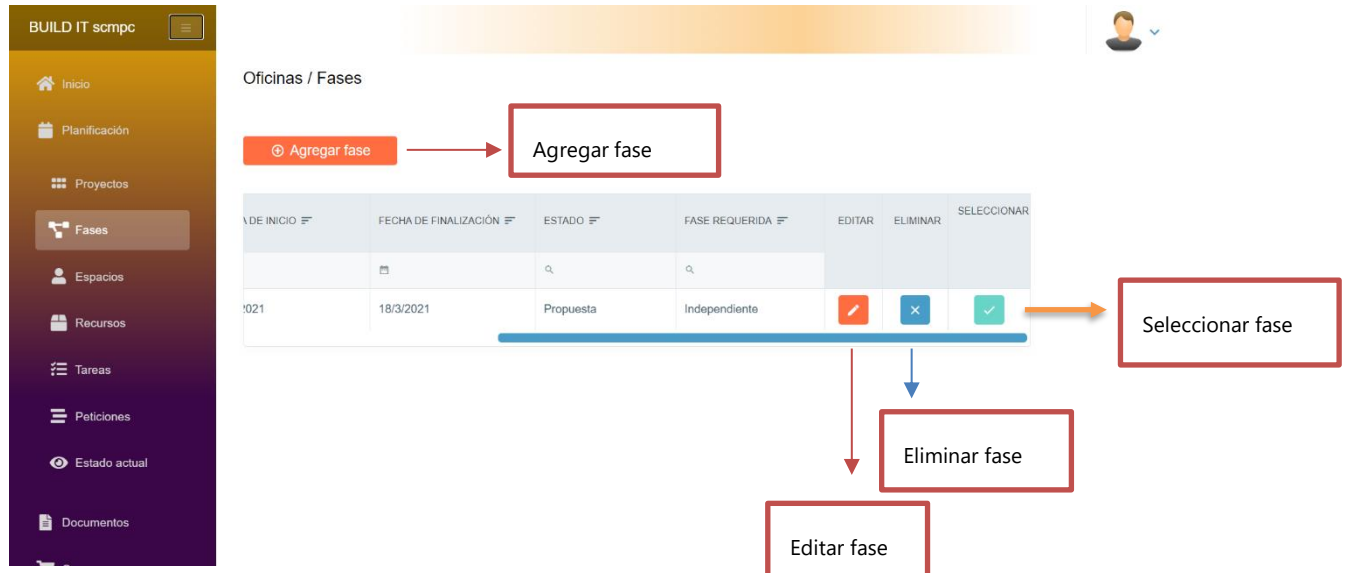 BUILD IT scmpc
Inicio
Planificación
Proyectos
Fases
Espacios
Recursos
Tareas
Peticiones
Estado actual
Documentos
Oficinas / Fases
Agregar fase
Agregar fase
DE INICIO
FECHA DE FINALIZACIÓN
ESTADO
FASE REQUERIDA
EDITAR
ELIMINAR
SELECCIONAR
2021
18/3/2021
Propuesta
Independiente
Seleccionar fase
Eliminar fase
Editar fase